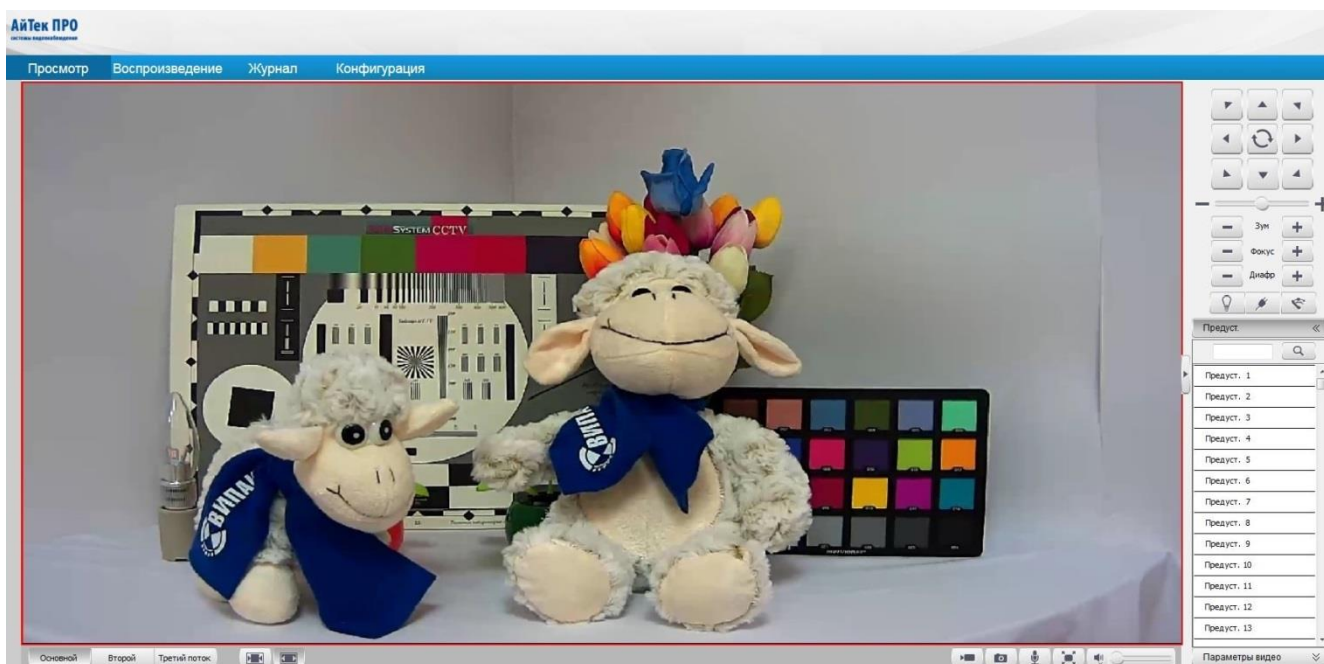 АйТек ПРО
системы видеонаблюдения
Просмотр Воспроизведение Журнал Конфигурация
SYSTEM CCTV
ВИПАК
ВИПАК
Зум
Фокус
Диафр
Предуст.
Предуст. 1
Предуст. 2
Предуст. 3
Предуст. 4
Предуст. 5
Предуст. 6
Предуст. 7
Предуст. 8
Предуст. 9
Предуст. 10
Предуст. 11
Предуст. 12
Предуст. 13
Основной Второй Третий поток
Параметры видео